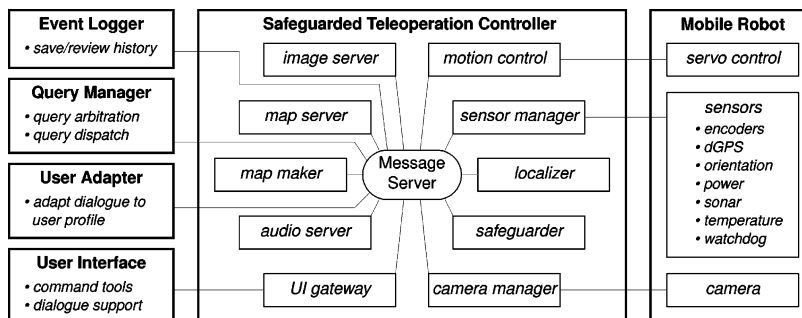 Event Logger
• save/review history
Query Manager
• query arbitration
• query dispatch
User Adapter
• adapt dialogue to
user profile
User Interface
• command tools
• dialogue support
Safeguarded Teleoperation Controller
image server
motion control
map server
sensor manager
map maker
Message
Server
localizer
audio server
safeguarder
UI gateway
camera manager
Mobile Robot
servo control
sensors
• encoders
• dGPS
• orientation
• power
• sonar
• temperature
• watchdog
camera